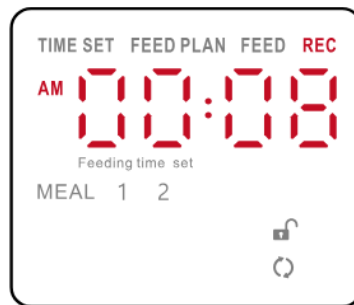 TIME SET FEED PLAN FEED REC
AM 00:08
Feeding time set
MEAL 1 2